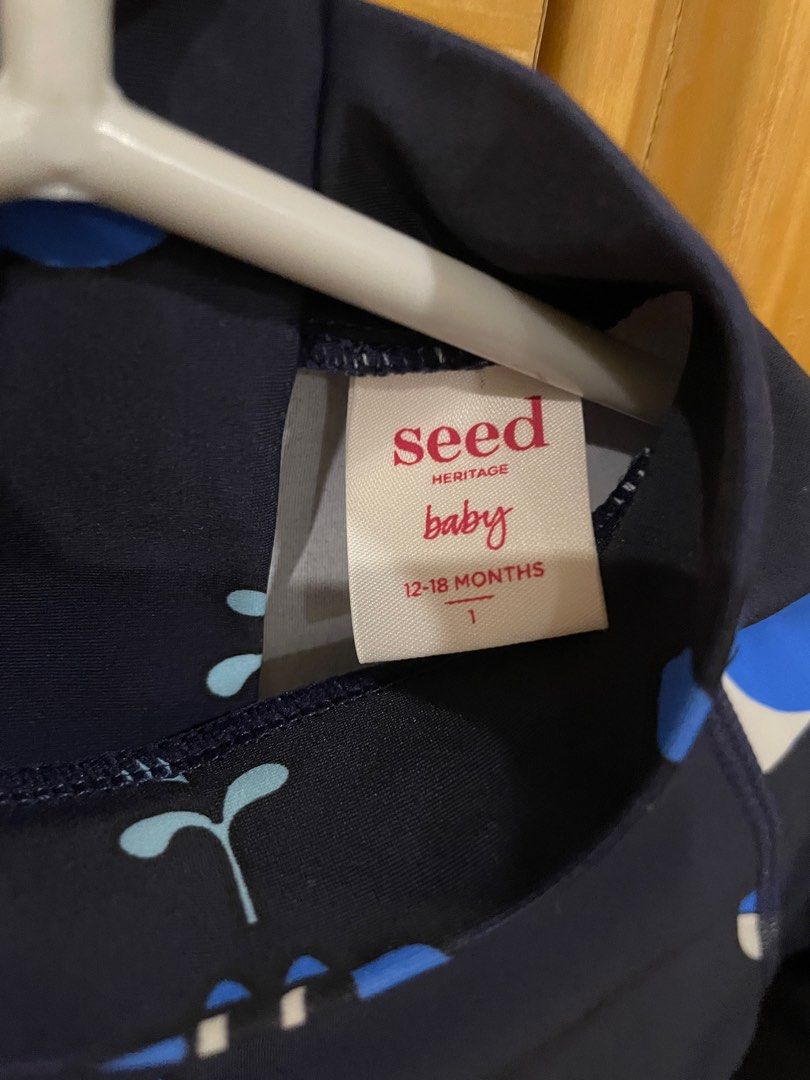 seed
HERITAGE
baby
12-18 MONTHS
1